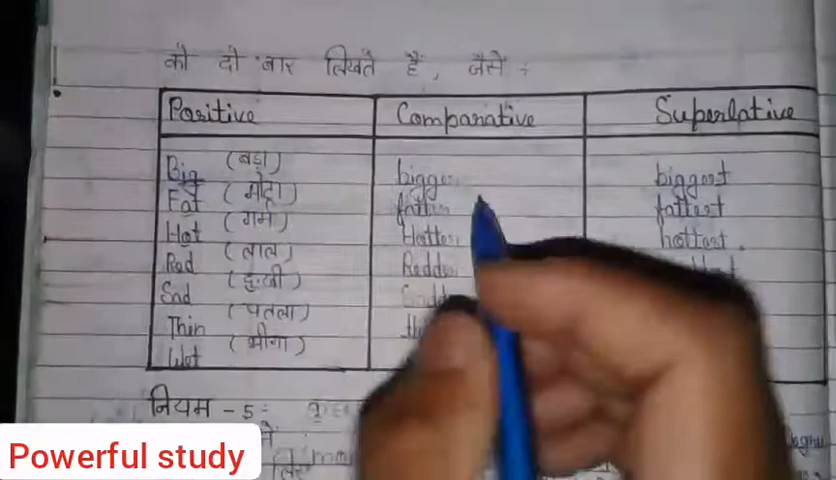 को दो बार लिखते हैं, जैसे :
Positive Comparative Superlative
Big (बड़ा) bigger biggest
Fat (मोटा) fatter fattest
Hot (गर्म) Hotter hottest.
Red (लाल) Redder
Sad (दुःखी)
Thin (पतला)
Wet (भीगा)
नियम - 5 :
में
Powerful study